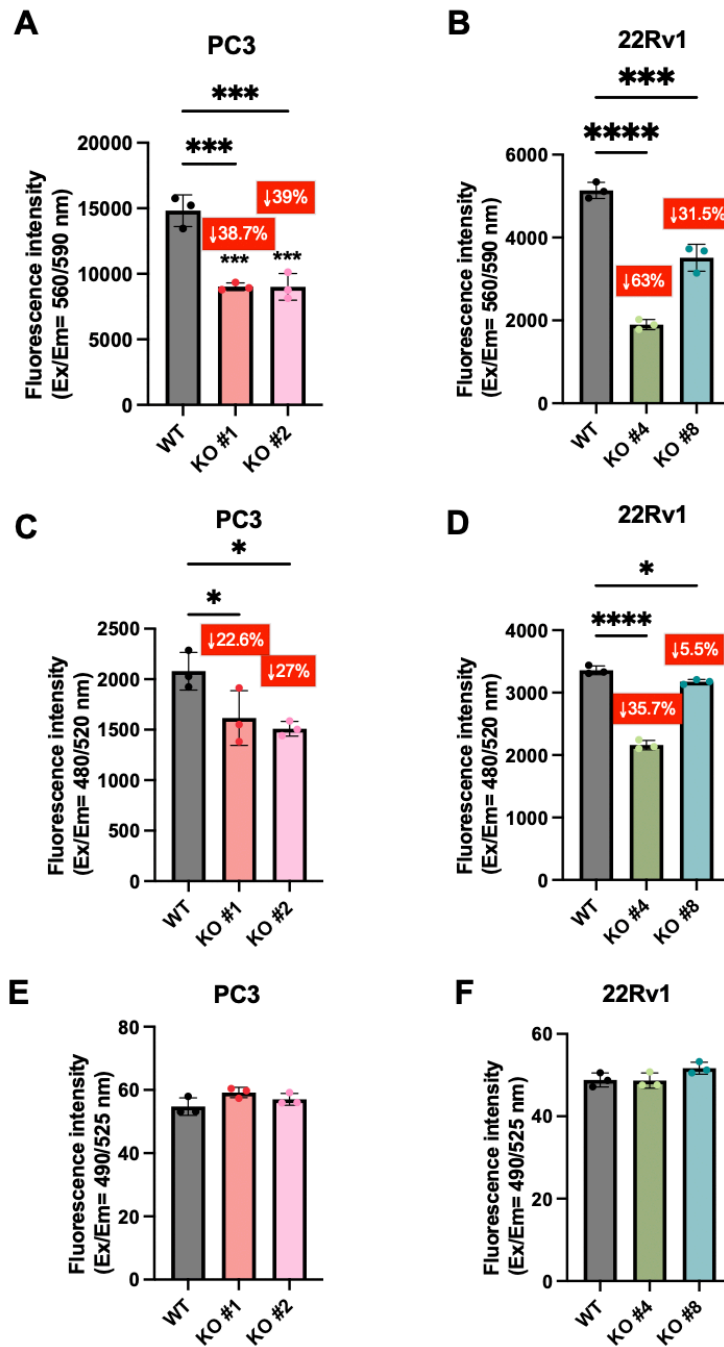 A
PC3
***
***
Fluorescence intensity
(Ex/Em= 560/590 nm)
20000
15000
10000
5000
0
↓39%
↓38.7%
***
***
WT
KO #1
KO #2
B
22Rv1
***
****
Fluorescence intensity
(Ex/Em= 560/590 nm)
6000
4000
2000
0
↓31.5%
↓63%
WT
KO #4
KO #8
C
PC3
*
*
Fluorescence intensity
(Ex/Em= 480/520 nm)
2500
2000
1500
1000
500
0
↓22.6%
↓27%
WT
KO #1
KO #2
D
22Rv1
*
****
Fluorescence intensity
(Ex/Em= 480/520 nm)
4000
3000
2000
1000
0
↓5.5%
↓35.7%
WT
KO #4
KO #8
E
PC3
Fluorescence intensity
(Ex/Em= 490/525 nm)
80
60
40
20
0
WT
KO #1
KO #2
F
22Rv1
Fluorescence intensity
(Ex/Em= 490/525 nm)
60
40
20
0
WT
KO #4
KO #8